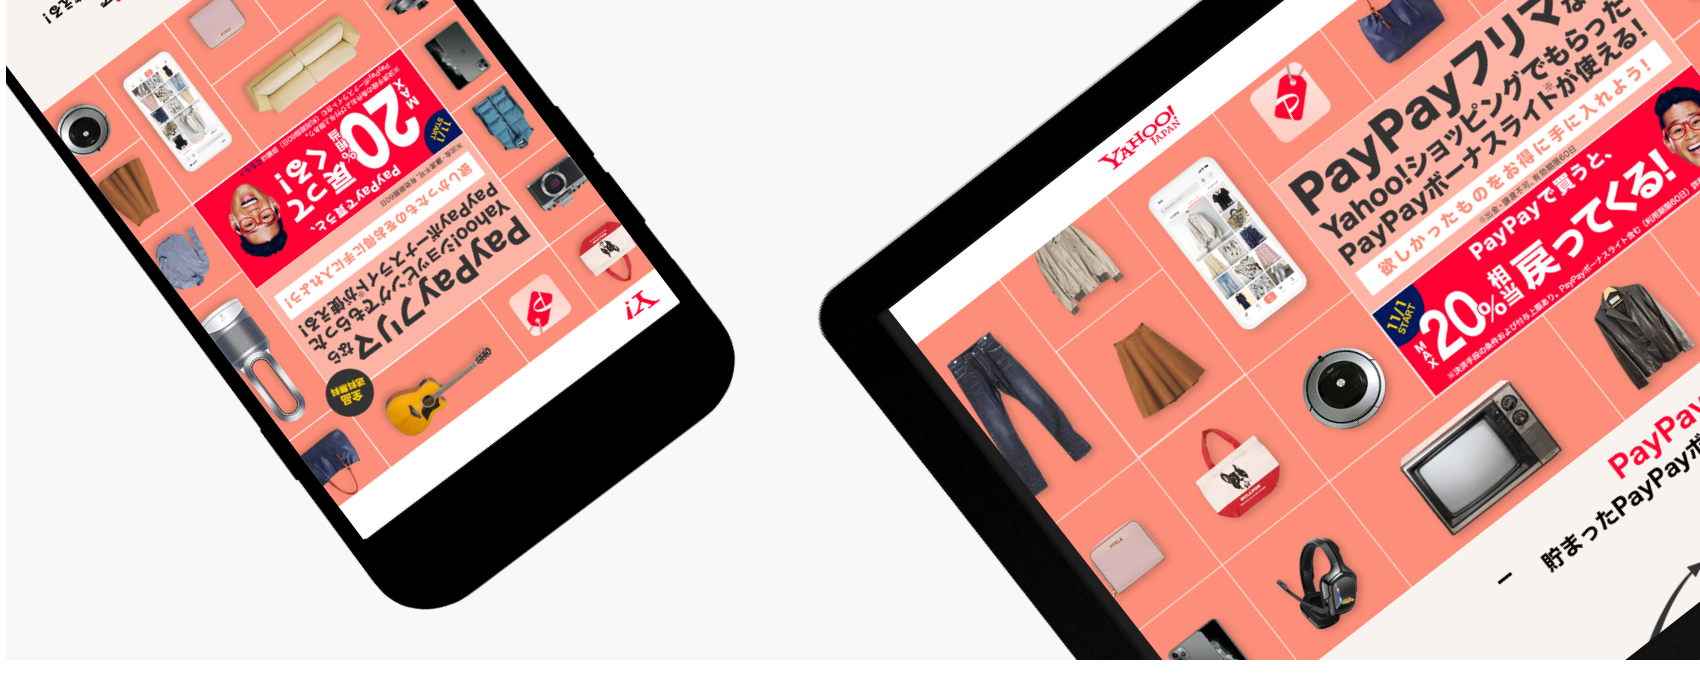 Y!
PayPayフリマなら
Yahoo!ショッピングでもらった
PayPayボーナスライト※が使える!
欲しかったものをお得に手に入れよう!
※出金・譲渡不可。有効期限60日
PayPayで買うと、
11/1
START
MAX
20%
相当
戻って
くる!
全品
送料無料
YAHOO!
JAPAN
PayPayフリマな
Yahoo!ショッピングでもらった
PayPayボーナスライト※が使える!
欲しかったものをお得に手に入れよう!
※出金・譲渡不可。有効期限60日
PayPayで買うと、
11/1
START
MAX
20%
相当
戻ってくる!
※決済手段の条件および付与上限あり。PayPayボーナスライト含む(利用期限60日)
PayPay
貯まったPayPayボ